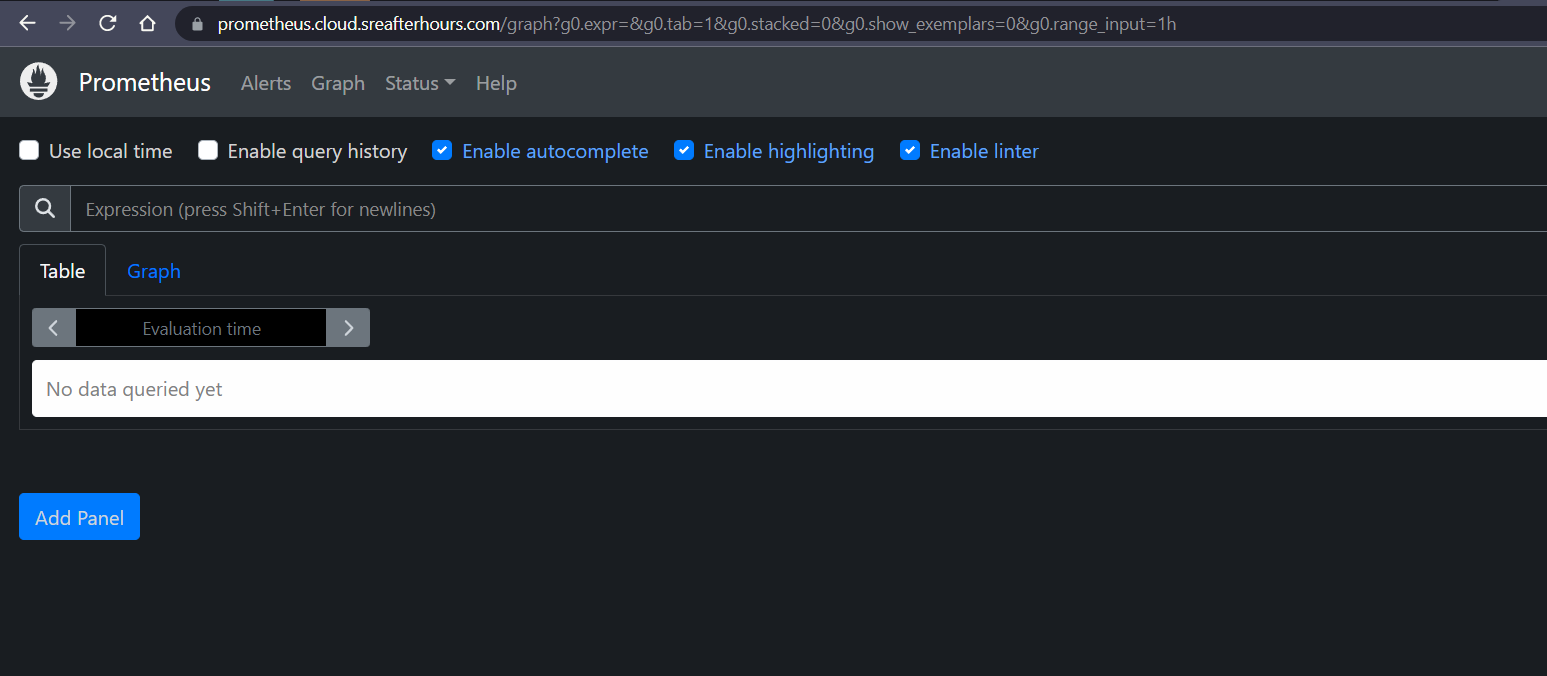 prometheus.cloud.sreafterhours.com/graph?g0.expr=&g0.tab=1&g0.stacked=0&g0.show_exemplars=0&g0.range_input=1h
Prometheus Alerts Graph Status Help
Use local time Enable query history Enable autocomplete Enable highlighting Enable linter
Expression (press Shift+Enter for newlines)
Table Graph
Evaluation time
No data queried yet
Add Panel